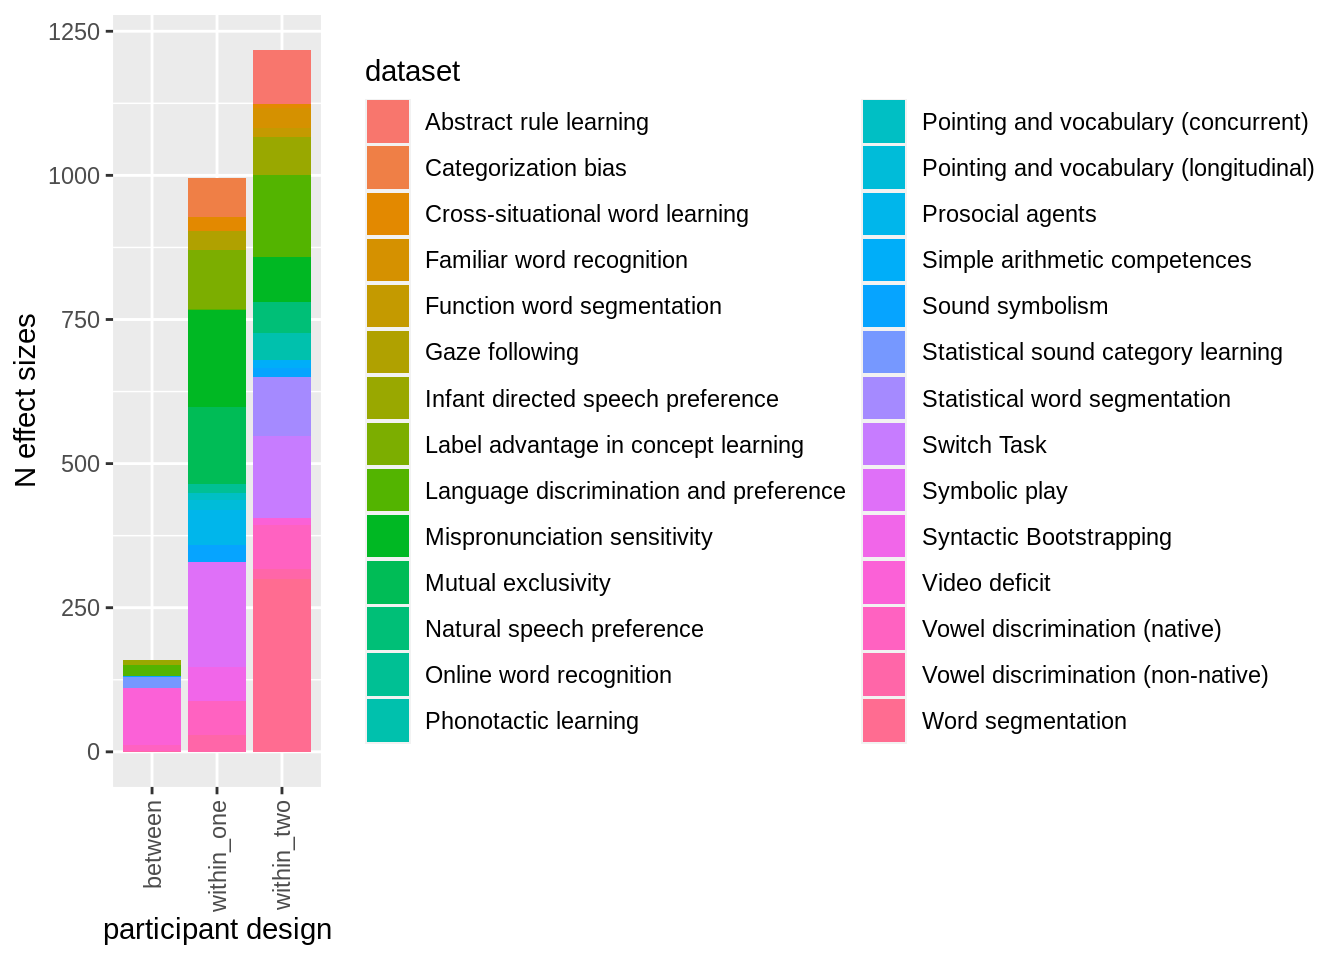 1250
1000
750
500
250
0
N effect sizes
between
within_one
within_two
participant design
dataset
Abstract rule learning
Categorization bias
Cross-situational word learning
Familiar word recognition
Function word segmentation
Gaze following
Infant directed speech preference
Label advantage in concept learning
Language discrimination and preference
Mispronunciation sensitivity
Mutual exclusivity
Natural speech preference
Online word recognition
Phonotactic learning
Pointing and vocabulary (concurrent)
Pointing and vocabulary (longitudinal)
Prosocial agents
Simple arithmetic competences
Sound symbolism
Statistical sound category learning
Statistical word segmentation
Switch Task
Symbolic play
Syntactic Bootstrapping
Video deficit
Vowel discrimination (native)
Vowel discrimination (non-native)
Word segmentation